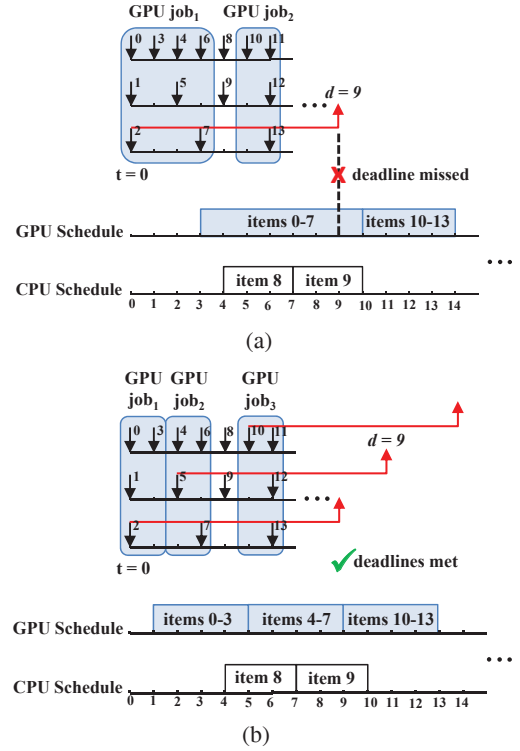 GPU job1 GPU job2
0 3 4 6 8 10 11
1 5 9 12
... d = 9
2 7 13
t = 0
X deadline missed
GPU Schedule items 0-7 items 10-13
...
CPU Schedule item 8 item 9
0 1 2 3 4 5 6 7 8 9 10 11 12 13 14
(a)
GPU GPU GPU
job1 job2 job3
0 3 4 6 8 10 11
d = 9
1 5 9 12
...
2 7 13
t = 0
✓ deadlines met
GPU Schedule items 0-3 items 4-7 items 10-13
...
CPU Schedule item 8 item 9
0 1 2 3 4 5 6 7 8 9 10 11 12 13 14
(b)